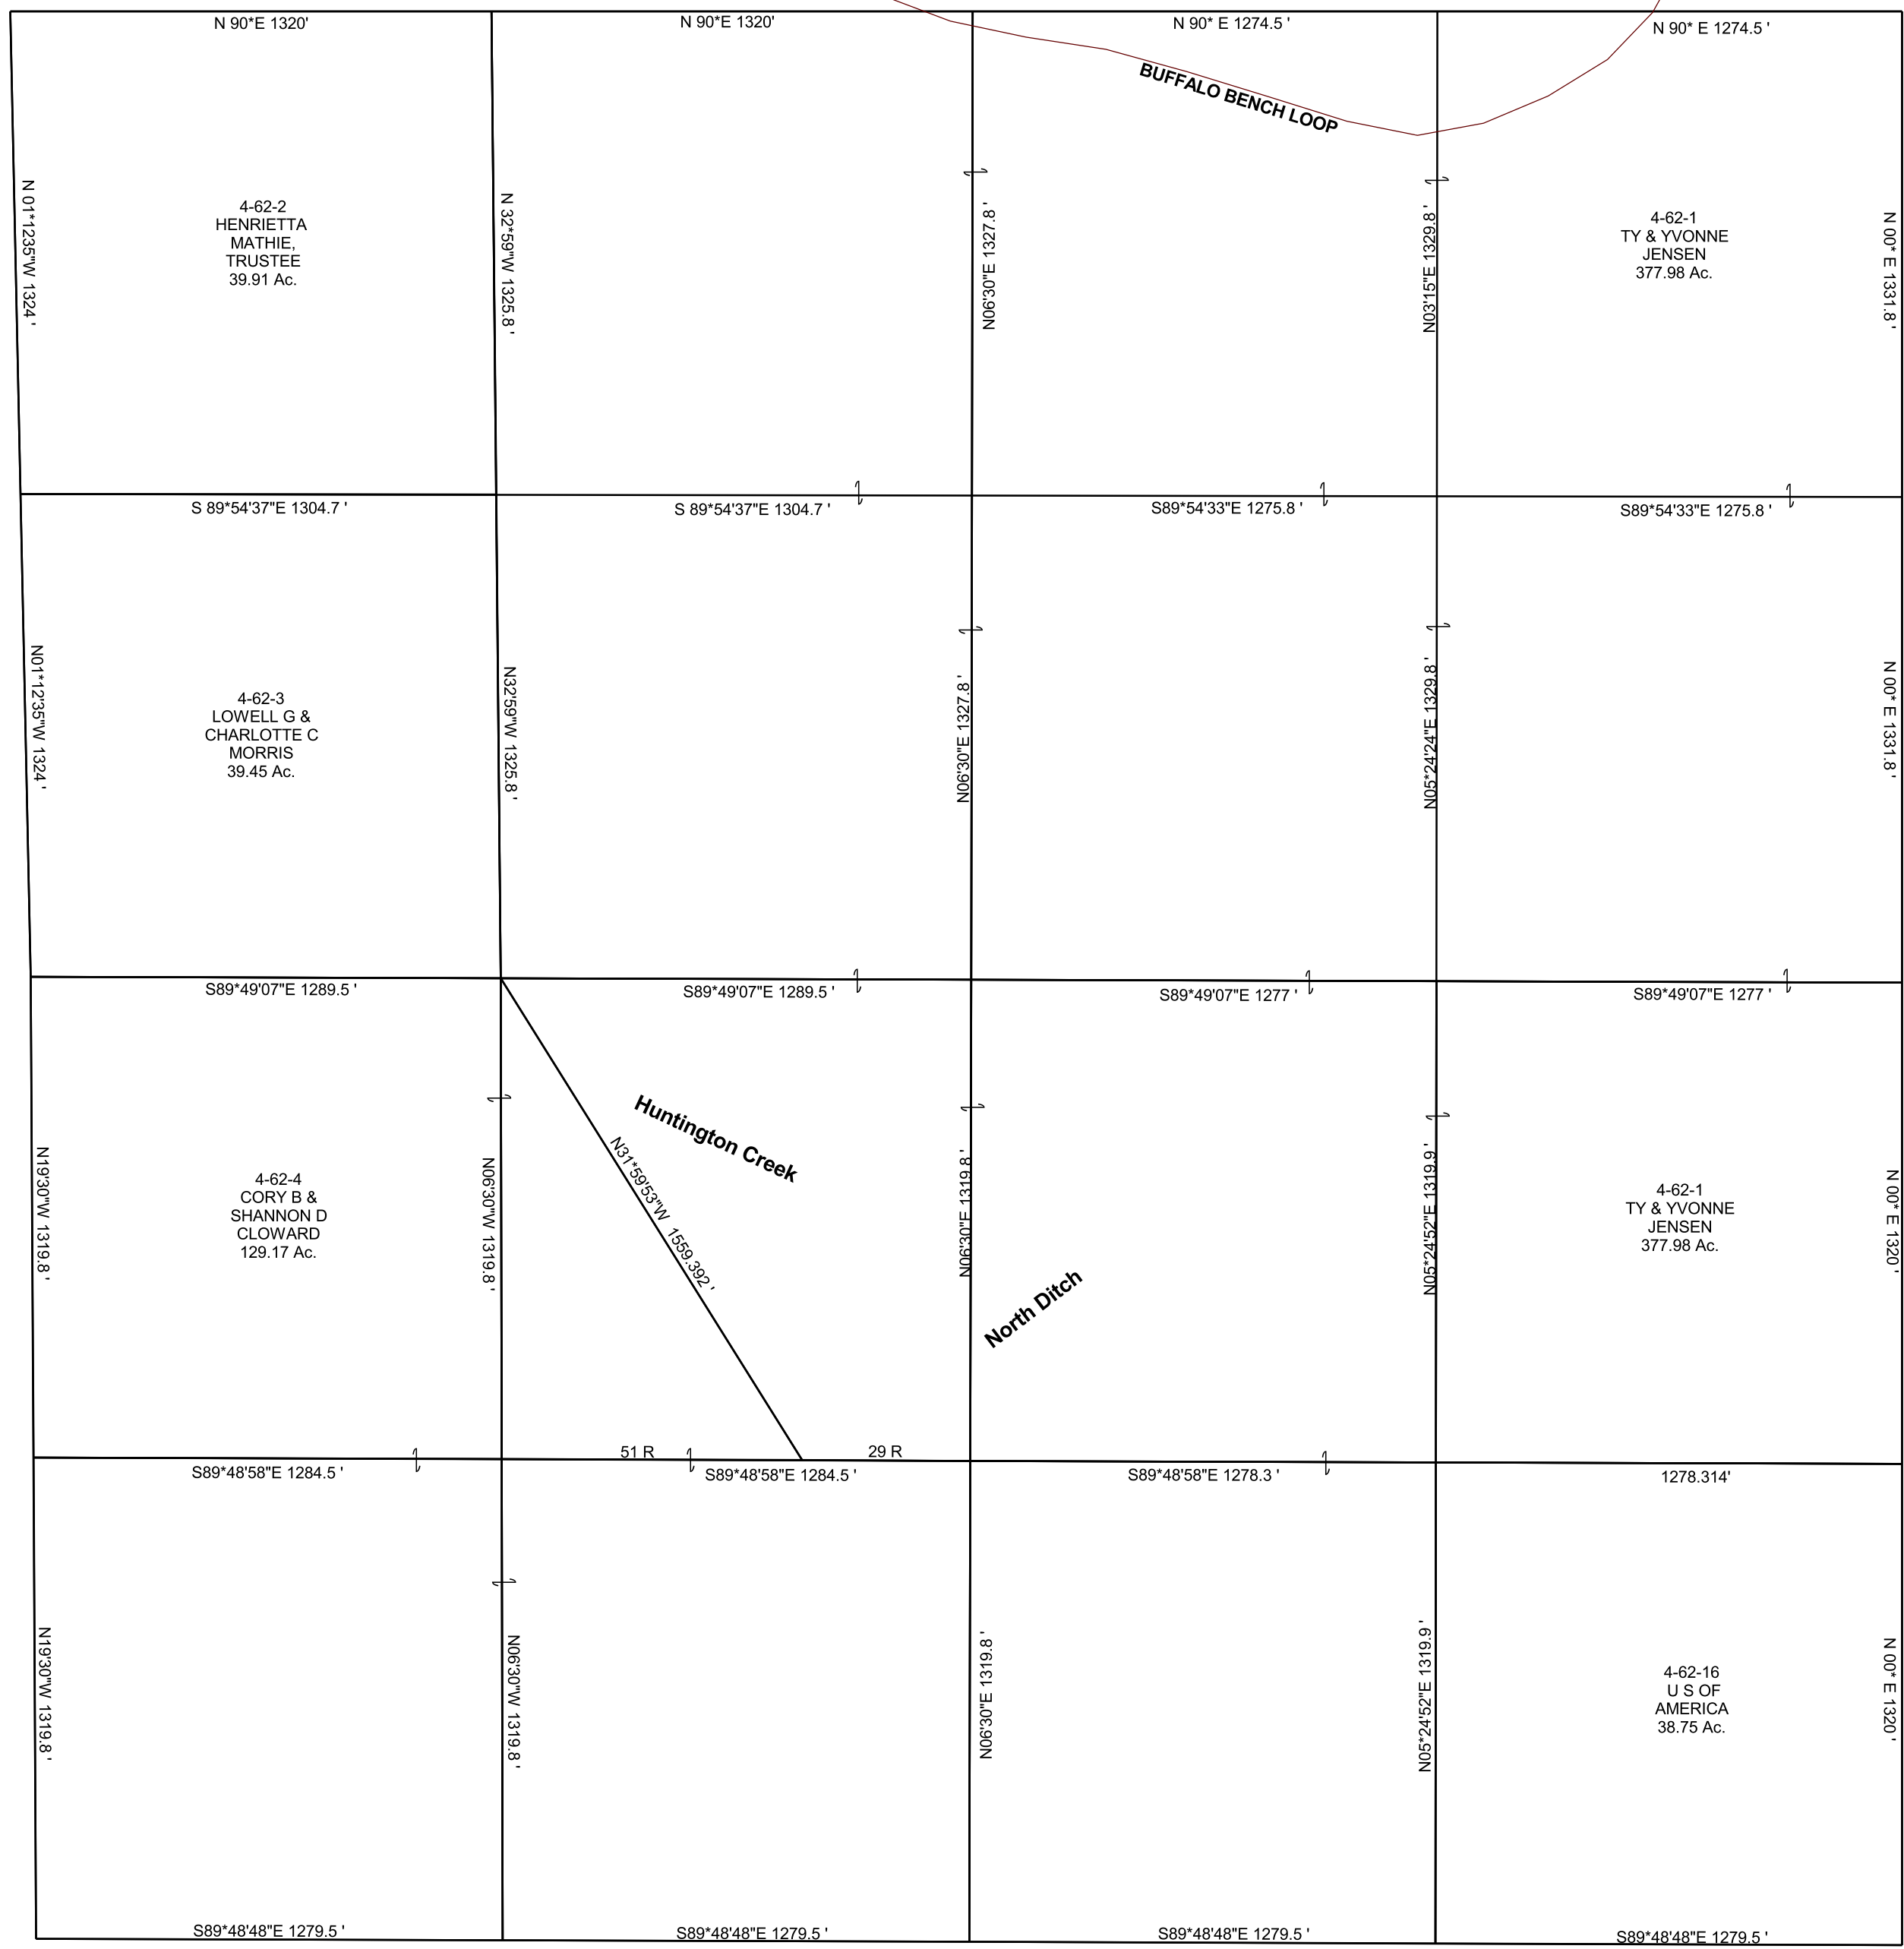 N 90*E 1320'
N 90*E 1320'
N 90* E 1274.5 '
N 90* E 1274.5 '
BUFFALO BENCH LOOP
N 01*1235"W 1324 '
4-62-2
HENRIETTA
MATHIE,
TRUSTEE
39.91 Ac.
N 32*59"W 1325.8 '
N06'30"E 1327.8 '
N03'15"E 1329.8 '
4-62-1
TY & YVONNE
JENSEN
377.98 Ac.
N 00* E 1331.8 '
S 89*54'37"E 1304.7 '
S 89*54'37"E 1304.7 '
S89*54'33"E 1275.8 '
S89*54'33"E 1275.8 '
N01*12'35"W 1324 '
4-62-3
LOWELL G &
CHARLOTTE C
MORRIS
39.45 Ac.
N32'59"W 1325.8 '
N06'30"E 1327.8 '
N05*24'24"E 1329.8 '
N 00* E 1331.8 '
S89*49'07"E 1289.5 '
S89*49'07"E 1289.5 '
S89*49'07"E 1277 '
S89*49'07"E 1277 '
N19'30"W 1319.8 '
4-62-4
CORY B &
SHANNON D
CLOWARD
129.17 Ac.
N06'30"W 1319.8 '
N31*59'53"W 1559.392 '
Huntington Creek
N06'30"E 1319.8 '
North Ditch
N05*24'52"E 1319.9 '
4-62-1
TY & YVONNE
JENSEN
377.98 Ac.
N 00* E 1320 '
51 R
29 R
S89*48'58"E 1284.5 '
S89*48'58"E 1284.5 '
S89*48'58"E 1278.3 '
1278.314'
N19'30"W 1319.8 '
N06'30"W 1319.8 '
N06'30"E 1319.8 '
N05*24'52"E 1319.9 '
4-62-16
U S OF
AMERICA
38.75 Ac.
N 00* E 1320 '
S89*48'48"E 1279.5 '
S89*48'48"E 1279.5 '
S89*48'48"E 1279.5 '
S89*48'48"E 1279.5 '